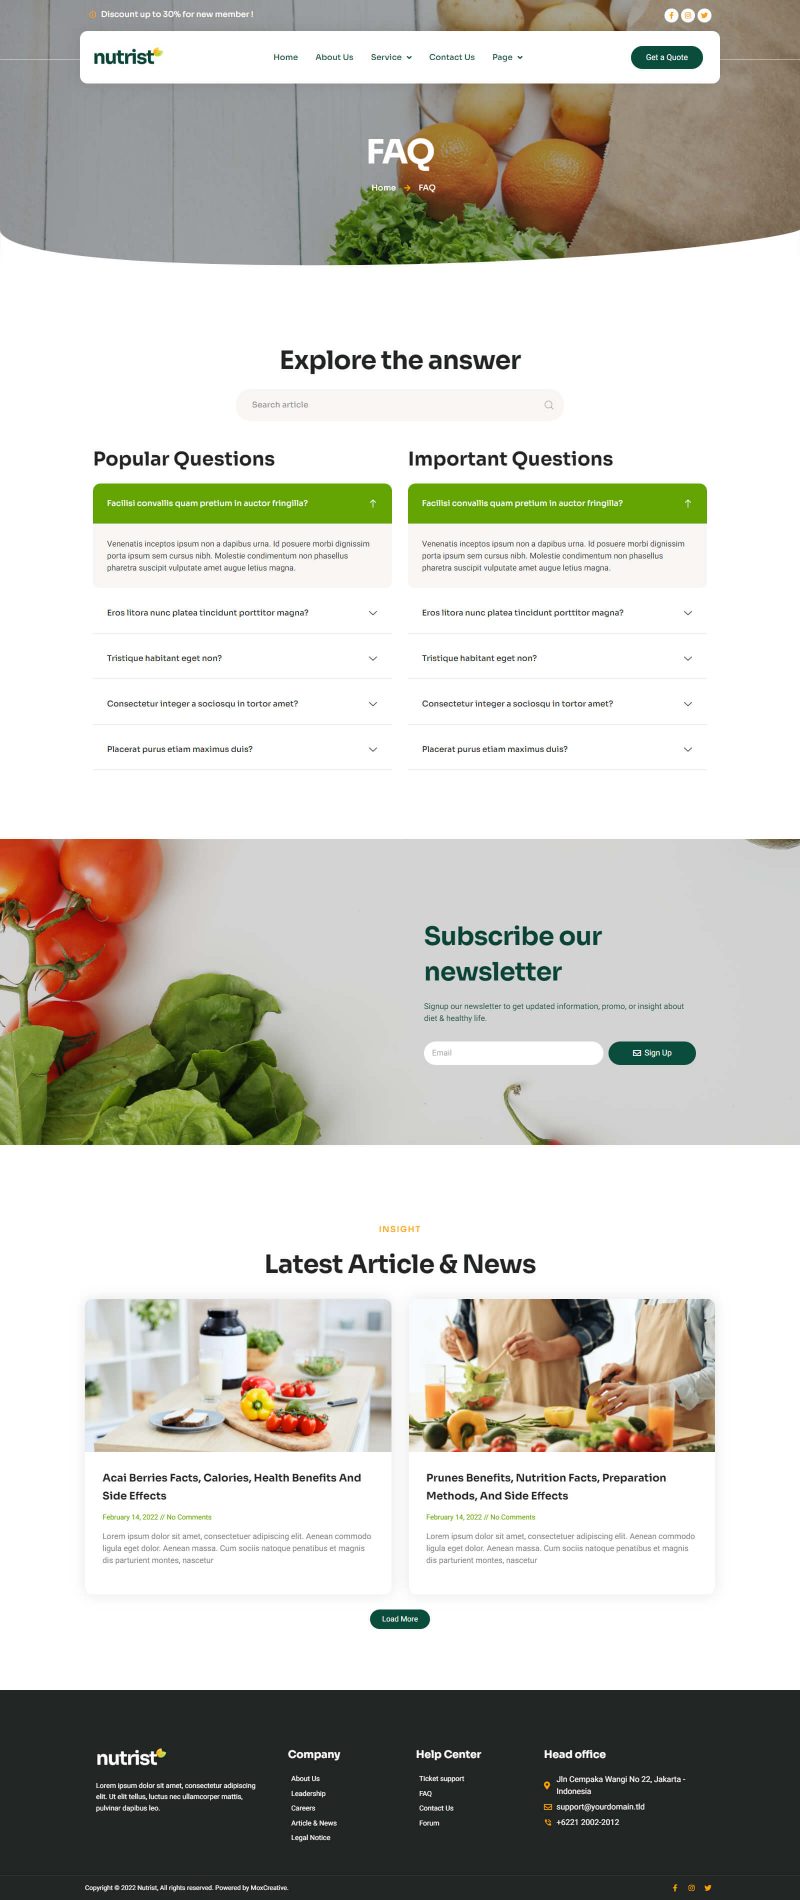 Discount up to 30% for new member !
nutrist
Home
About Us
Service
Contact Us
Page
Get a Quote
FAQ
Home
FAQ
Explore the answer
Search article
Popular Questions
Facilisi convallis quam pretium in auctor fringilla?
Venenatis inceptos ipsum non a dapibus urna. Id posuere morbi dignissim
porta ipsum sem cursus nibh. Molestie condimentum non phasellus
pharetra suscipit vulputate amet augue letius magna.
Eros litora nunc platea tincidunt porttitor magna?
Tristique habitant eget non?
Consectetur integer a sociosqu in tortor amet?
Placerat purus etiam maximus duis?
Important Questions
Facilisi convallis quam pretium in auctor fringilla?
Venenatis inceptos ipsum non a dapibus urna. Id posuere morbi dignissim
porta ipsum sem cursus nibh. Molestie condimentum non phasellus
pharetra suscipit vulputate amet augue letius magna.
Eros litora nunc platea tincidunt porttitor magna?
Tristique habitant eget non?
Consectetur integer a sociosqu in tortor amet?
Placerat purus etiam maximus duis?
Subscribe our
newsletter
Signup our newsletter to get updated information, promo, or insight about
diet & healthy life.
Email
Sign Up
INSIGHT
Latest Article & News
Acai Berries Facts, Calories, Health Benefits And
Side Effects
February 14, 2022 // No Comments
Lorem ipsum dolor sit amet, consectetuer adipiscing elit. Aenean commodo
ligula eget dolor. Aenean massa. Cum sociis natoque penatibus et magnis
dis parturient montes, nascetur
Prunes Benefits, Nutrition Facts, Preparation
Methods, And Side Effects
February 14, 2022 // No Comments
Lorem ipsum dolor sit amet, consectetuer adipiscing elit. Aenean commodo
ligula eget dolor. Aenean massa. Cum sociis natoque penatibus et magnis
dis parturient montes, nascetur
Load More
nutrist
Lorem ipsum dolor sit amet, consectetur adipiscing
elit. Ut elit tellus, luctus nec ullamcorper mattis,
pulvinar dapibus leo.
Company
About Us
Leadership
Careers
Article & News
Legal Notice
Help Center
Ticket support
FAQ
Contact Us
Forum
Head office
Jln Cempaka Wangi No 22, Jakarta -
Indonesia
support@yourdomain.tld
+6221 2002-2012
Copyright © 2022 Nutrist, All rights reserved. Powered by MoxCreative.